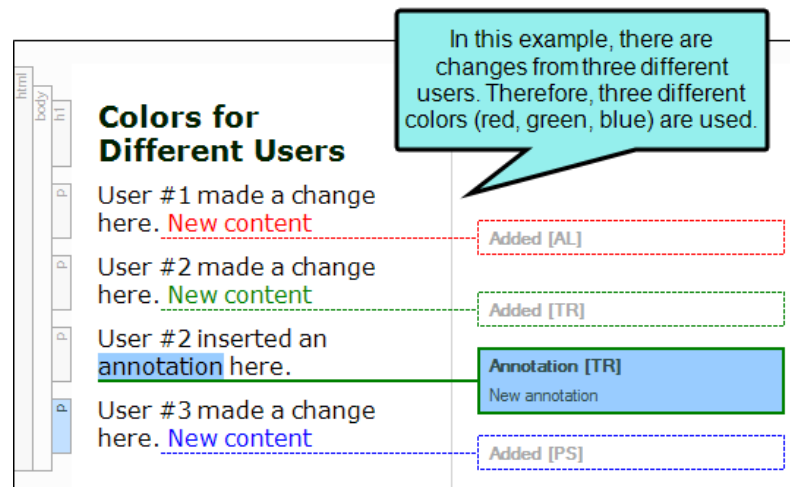 In this example, there are
changes from three different
users. Therefore, three different
colors (red, green, blue) are used.
html
body
h1
Colors for
Different Users
p
User #1 made a change
here. New content
Added [AL]
p
User #2 made a change
here. New content
Added [TR]
p
User #2 inserted an
annotation here.
Annotation [TR]
New annotation
p
User #3 made a change
here. New content
Added [PS]